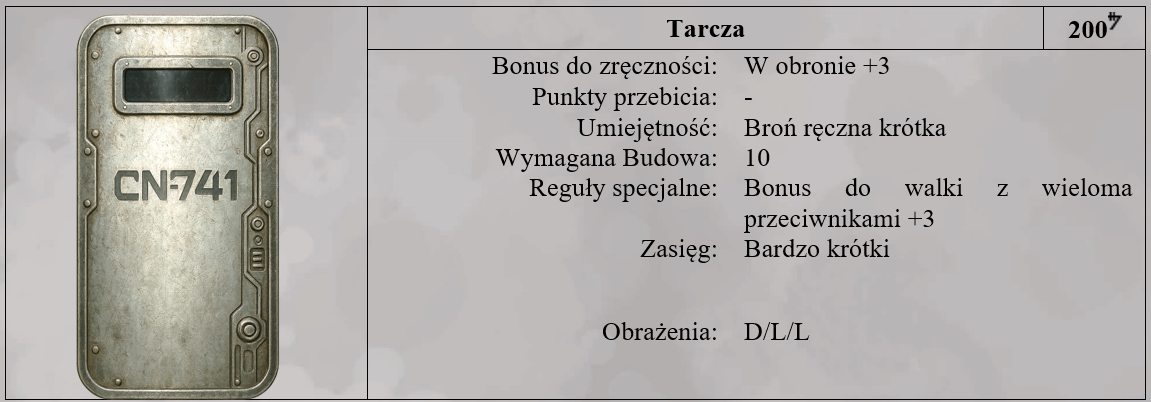 CN-741
Tarcza 200
Bonus do zręczności: W obronie +3
Punkty przebicia: -
Umiejętność: Broń ręczna krótka
Wymagana Budowa: 10
Reguły specjalne: Bonus do walki z wieloma
przeciwnikami +3
Zasięg: Bardzo krótki
Obrażenia: D/L/L